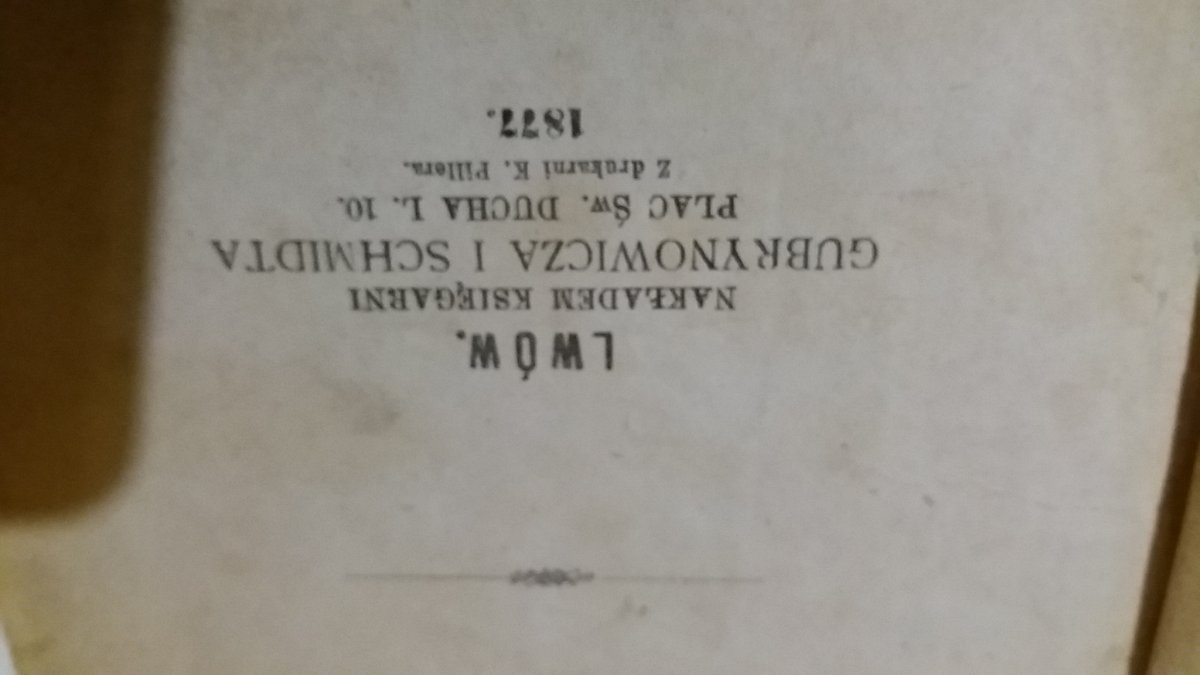 LWÓW.
NAKŁADEM KSIĘGARNI
GUBRYNOWICZA I SCHMIDTA
PLAC ŚW. DUCHA L. 10.
Z drukarni K. Pillera.
1877.